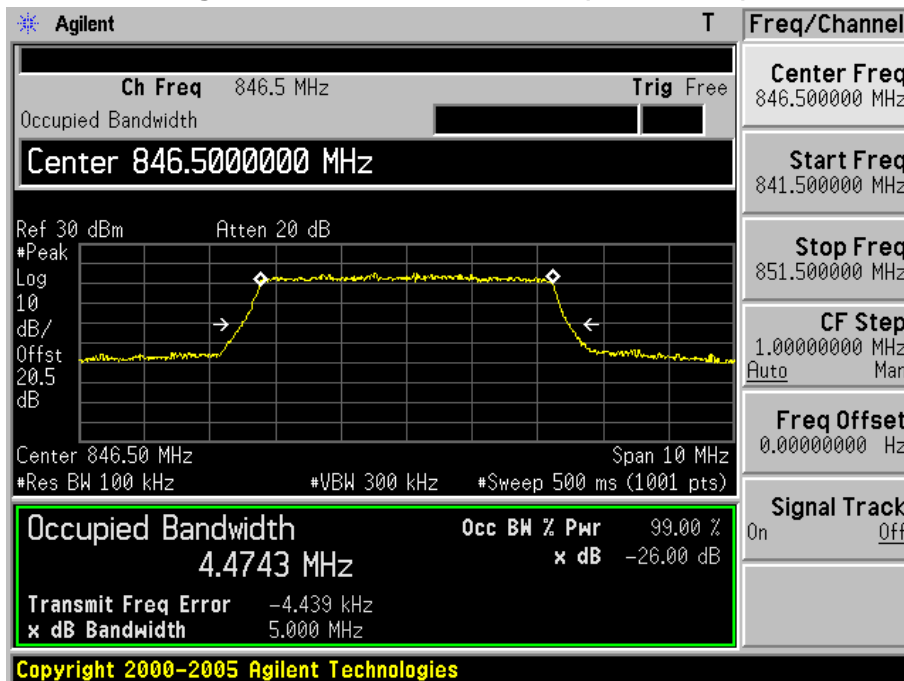 Agilent T Freq/Channel
Ch Freq 846.5 MHz Trig Free
Occupied Bandwidth
Center 846.5000000 MHz
Ref 30 dBm Atten 20 dB
#Peak
Log
10
dB/
Offst
20.5
dB
Center 846.50 MHz Span 10 MHz
#Res BW 100 kHz #VBW 300 kHz #Sweep 500 ms (1001 pts)
Occupied Bandwidth
4.4743 MHz
Occ BW % Pwr 99.00 %
x dB -26.00 dB
Transmit Freq Error -4.439 kHz
x dB Bandwidth 5.000 MHz
Copyright 2000-2005 Agilent Technologies
Center Freq
846.500000 MHz
Start Freq
841.500000 MHz
Stop Freq
851.500000 MHz
CF Step
1.00000000 MHz
Auto Man
Freq Offset
0.00000000 Hz
Signal Track
On Off